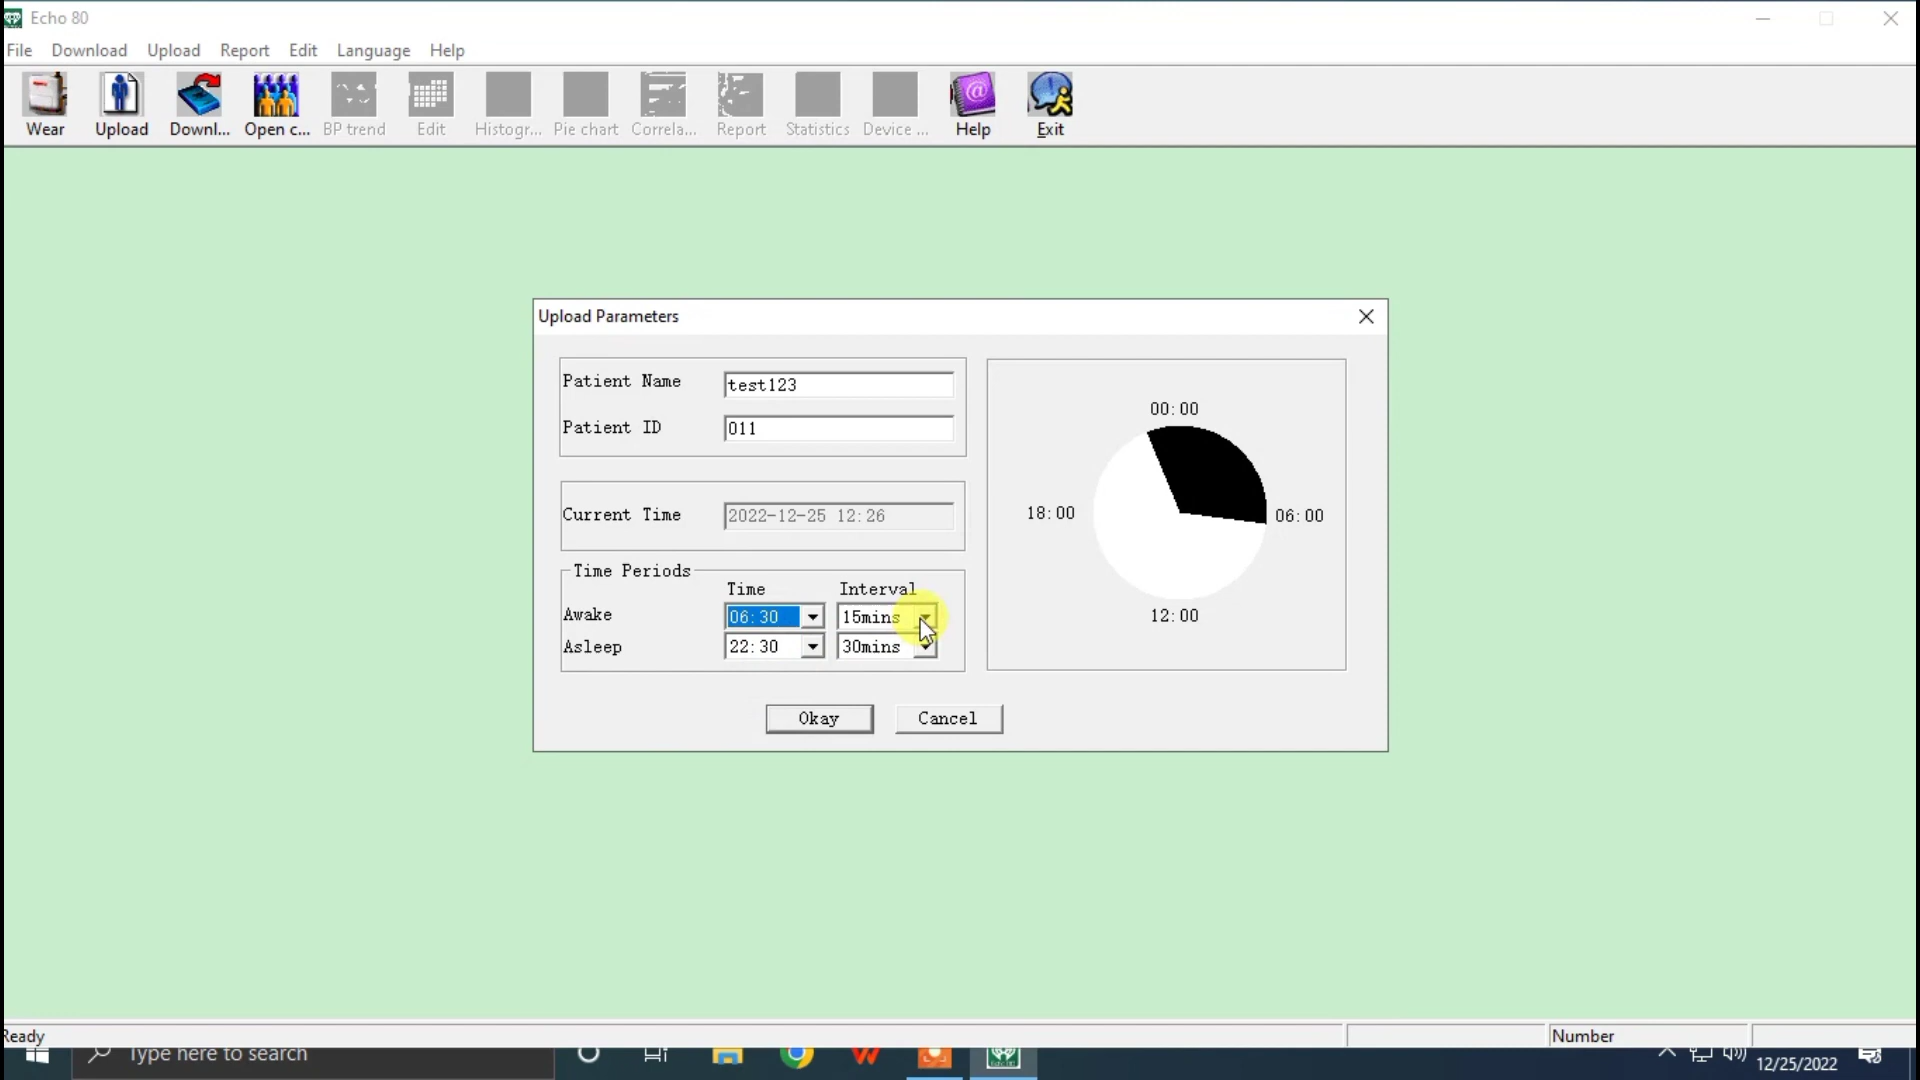 Echo 80
File Download Upload Report Edit Language Help
Wear Upload Downl... Open c... BP trend Edit Histogr... Pie chart Correla... Report Statistics Device ... Help Exit
Upload Parameters
Patient Name test123
Patient ID 011
Current Time 2022-12-25 12:26
Time Periods
Time Interval
Awake 06:30 15mins
Asleep 22:30 30mins
00:00
18:00 06:00
12:00
Okay Cancel
Ready Number
Type here to search
12/25/2022